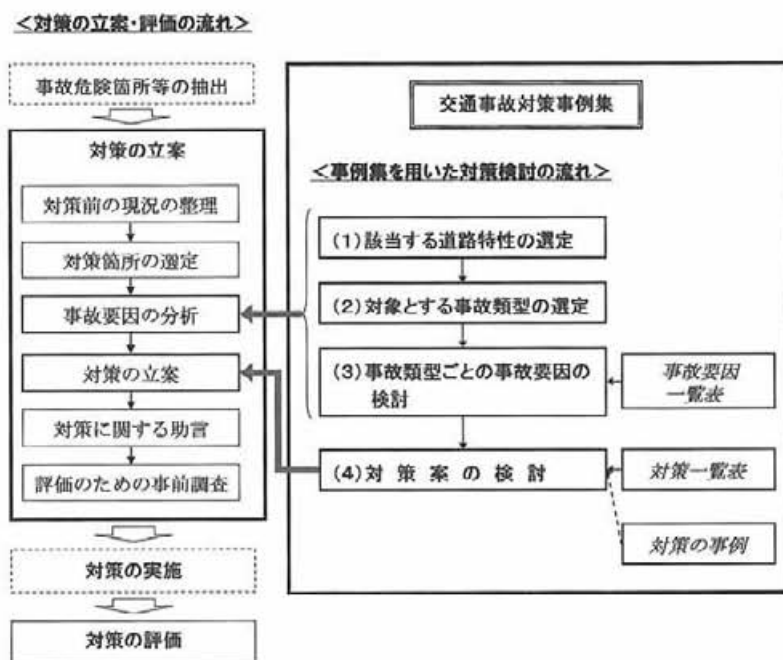 ＜対策の立案・評価の流れ＞
事故危険箇所等の抽出
対策の立案
対策前の現況の整理
対策箇所の選定
事故要因の分析
対策の立案
対策に関する助言
評価のための事前調査
対策の実施
対策の評価
交通事故対策事例集
＜事例集を用いた対策検討の流れ＞
(1)該当する道路特性の選定
(2)対象とする事故類型の選定
(3)事故類型ごとの事故要因の
検討
(4)対策案の検討
事故要因
一覧表
対策一覧表
対策の事例